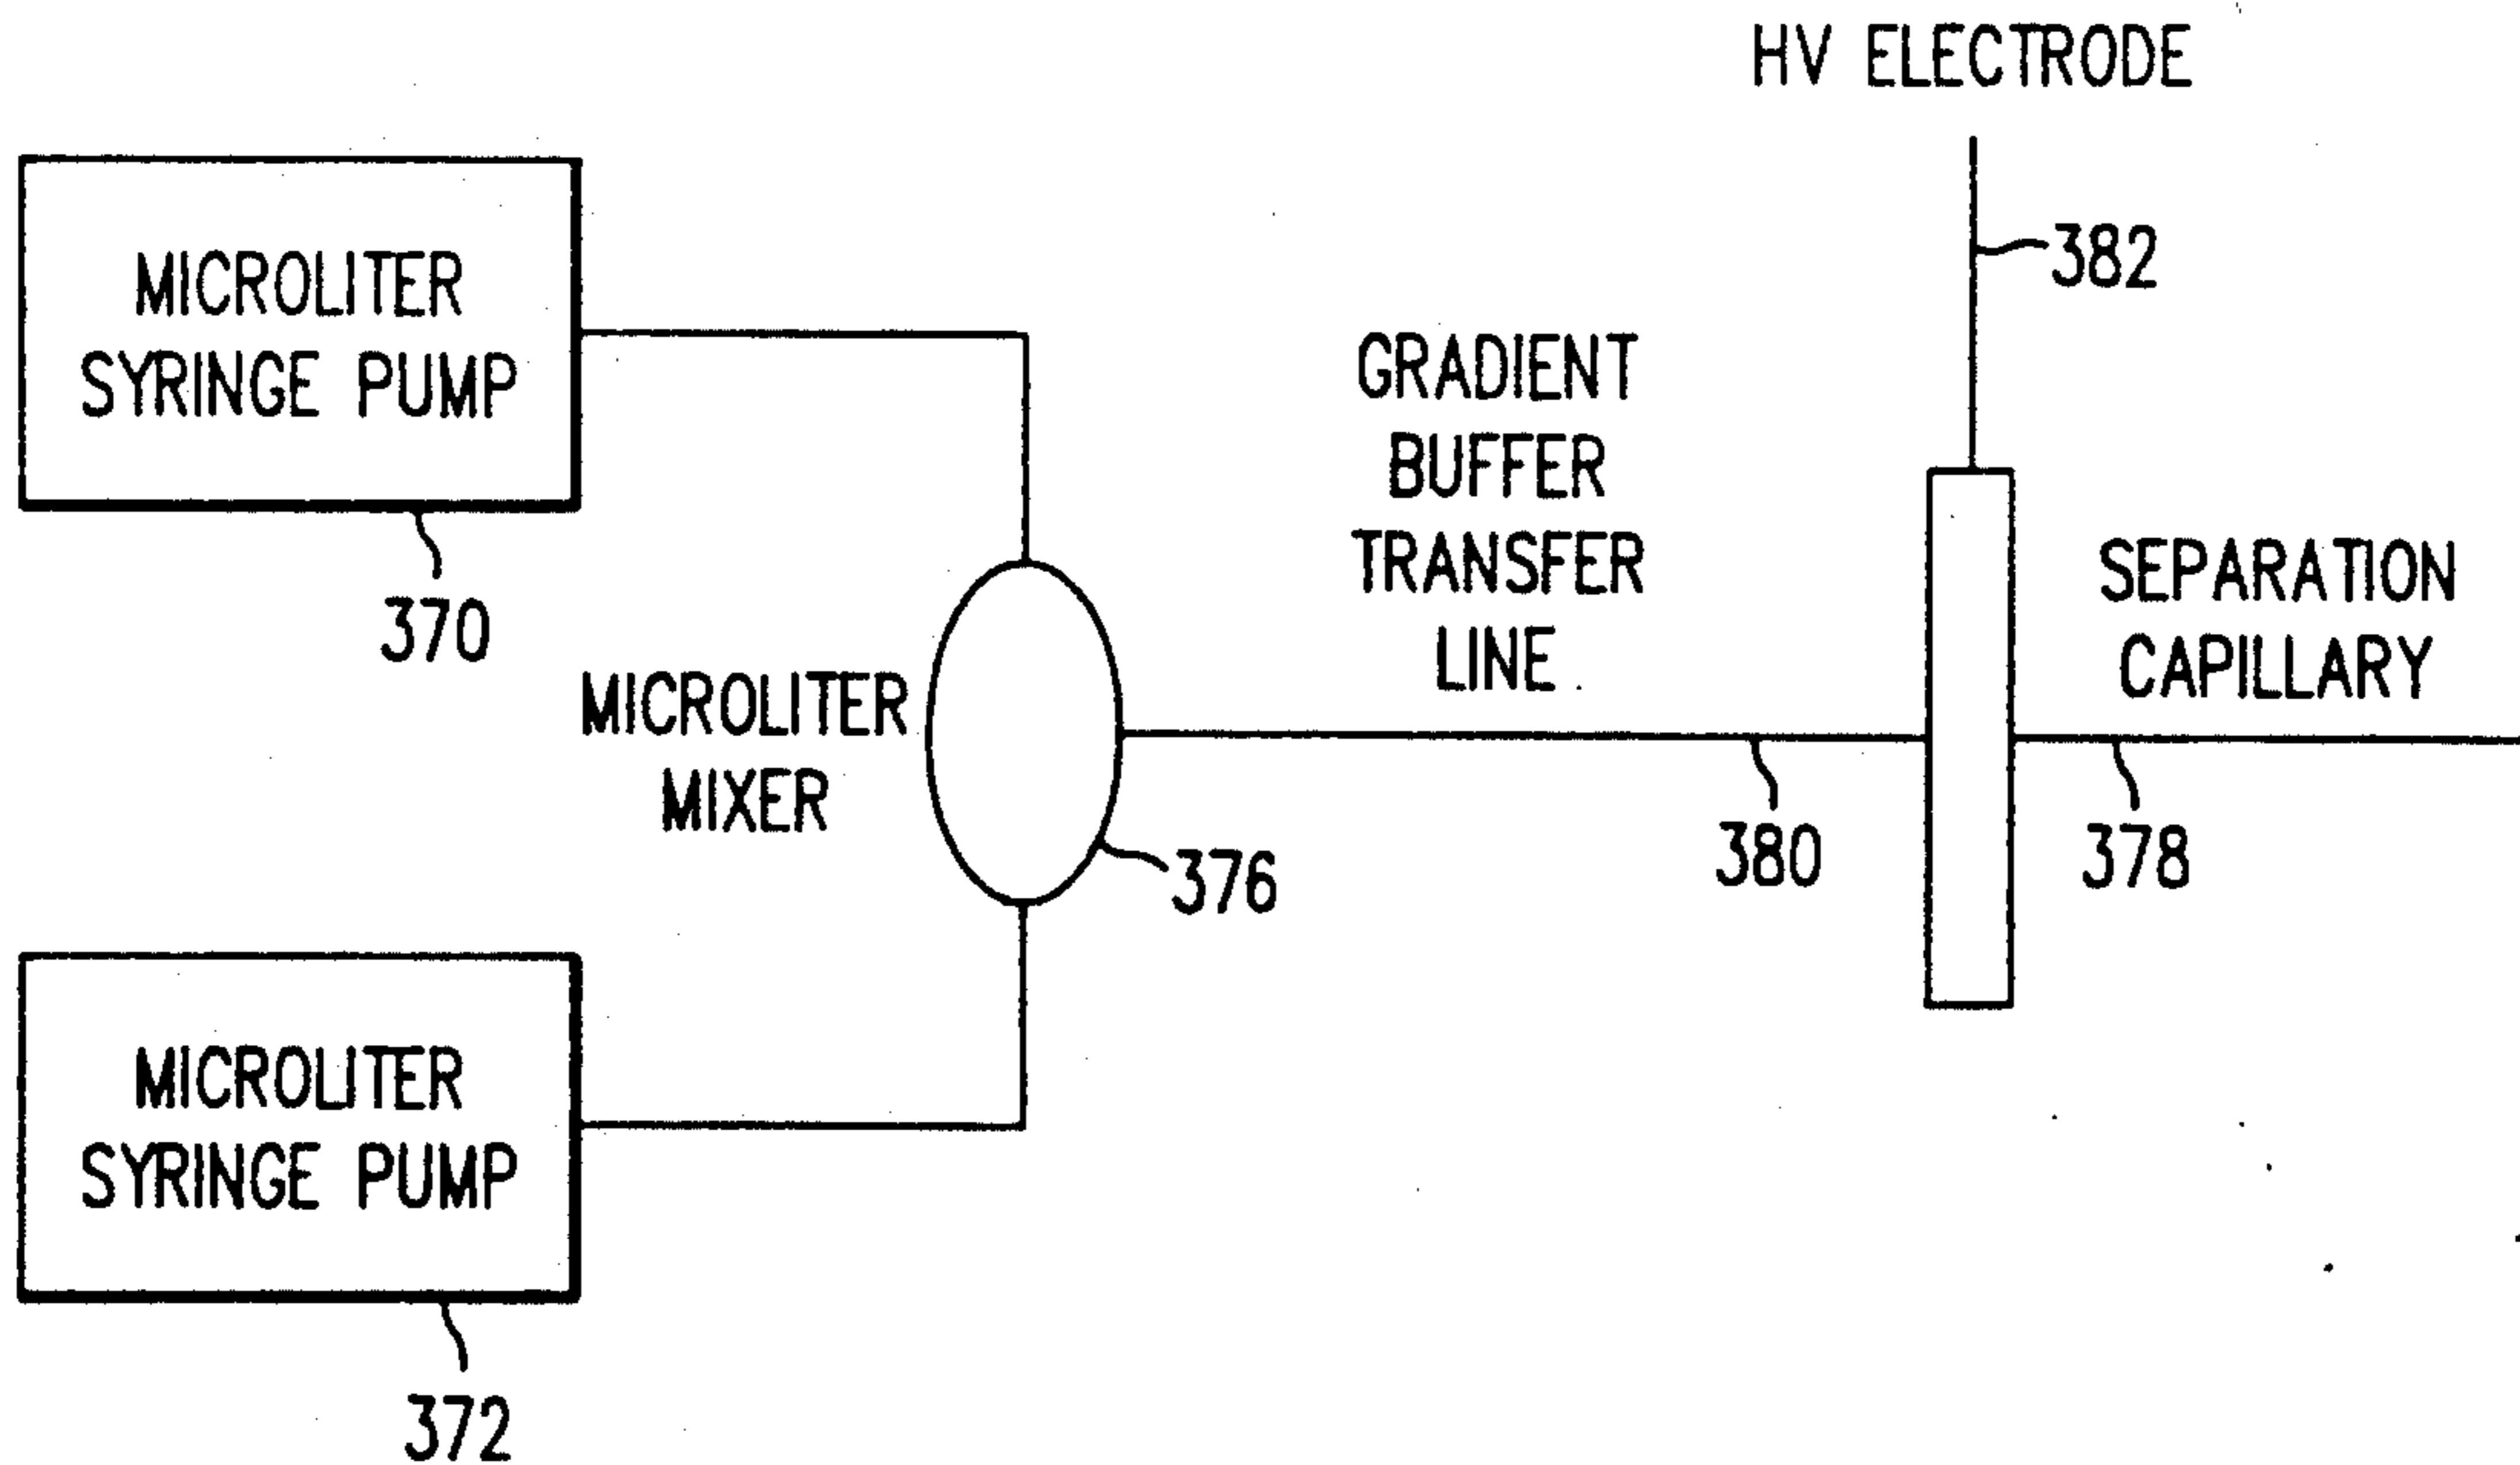 HV ELECTRODE
382
MICROLITER
SYRINGE PUMP
370
GRADIENT
BUFFER
TRANSFER
LINE
SEPARATION
CAPILLARY
MICROLITER
MIXER
376
380
378
MICROLITER
SYRINGE PUMP
372